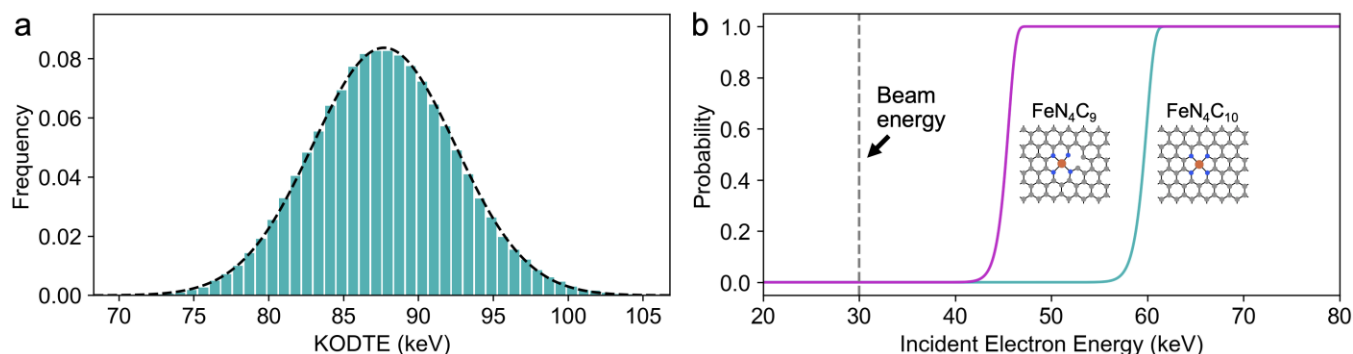 a
0.08
0.06
0.04
0.02
0.00
Frequency
70 75 80 85 90 95 100 105
KODTE (keV)
b
1.0
0.8
0.6
0.4
0.2
0.0
Probability
Beam
energy
FeN₄C₉ FeN₄C₁₀
20 30 40 50 60 70 80
Incident Electron Energy (keV)